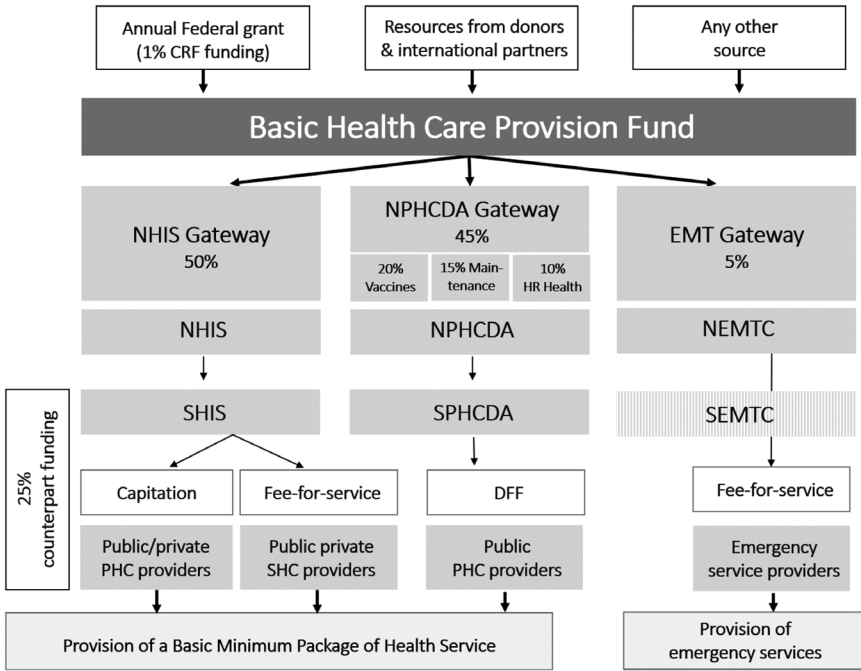 Annual Federal grant
(1% CRF funding)
Resources from donors
& international partners
Any other
source
Basic Health Care Provision Fund
NHIS Gateway
50%
NPHCDA Gateway
45%
20%
Vaccines
15% Main-
tenance
10%
HR Health
EMT Gateway
5%
NHIS
NPHCDA
NEMTC
SHIS
SPHCDA
SEMTC
25%
counterpart funding
Capitation
Fee-for-service
DFF
Fee-for-service
Public/private
PHC providers
Public private
SHC providers
Public
PHC providers
Emergency
service providers
Provision of a Basic Minimum Package of Health Service
Provision of
emergency services